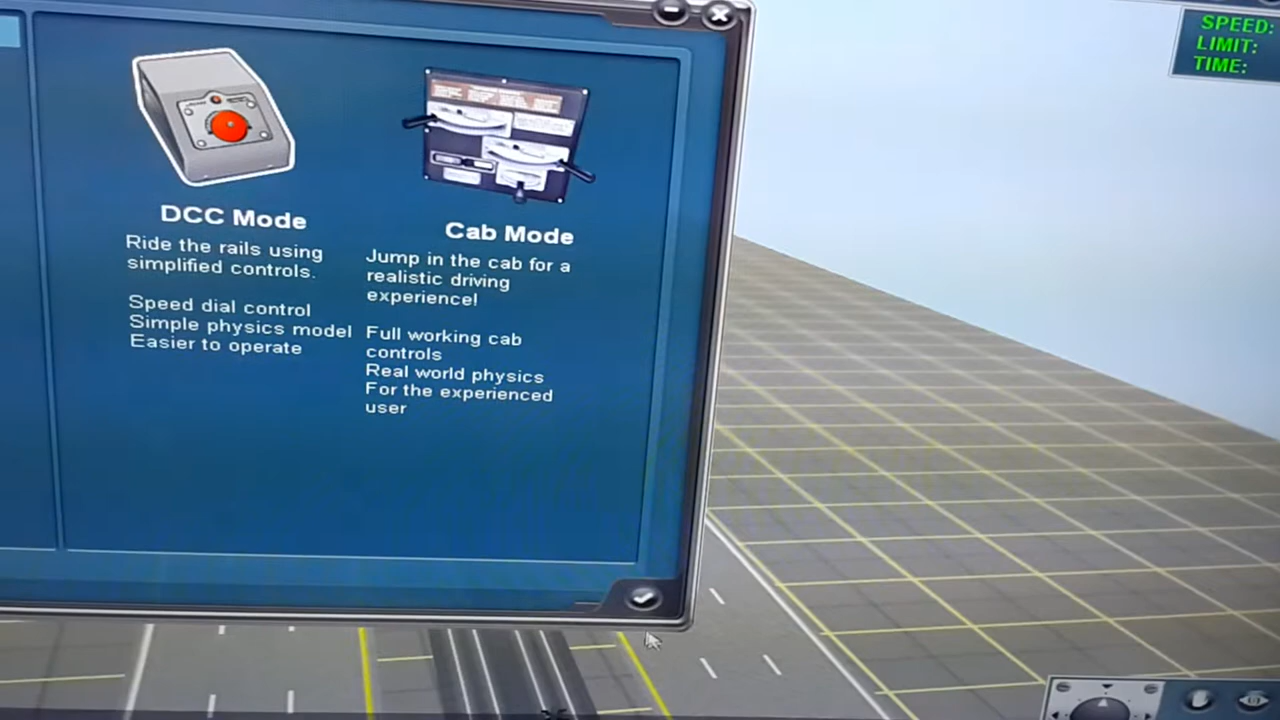 SPEED:
LIMIT:
TIME:
DCC Mode
Ride the rails using
simplified controls.
Speed dial control
Simple physics model
Easier to operate
Cab Mode
Jump in the cab for a
realistic driving
experience!
Full working cab
controls
Real world physics
For the experienced
user